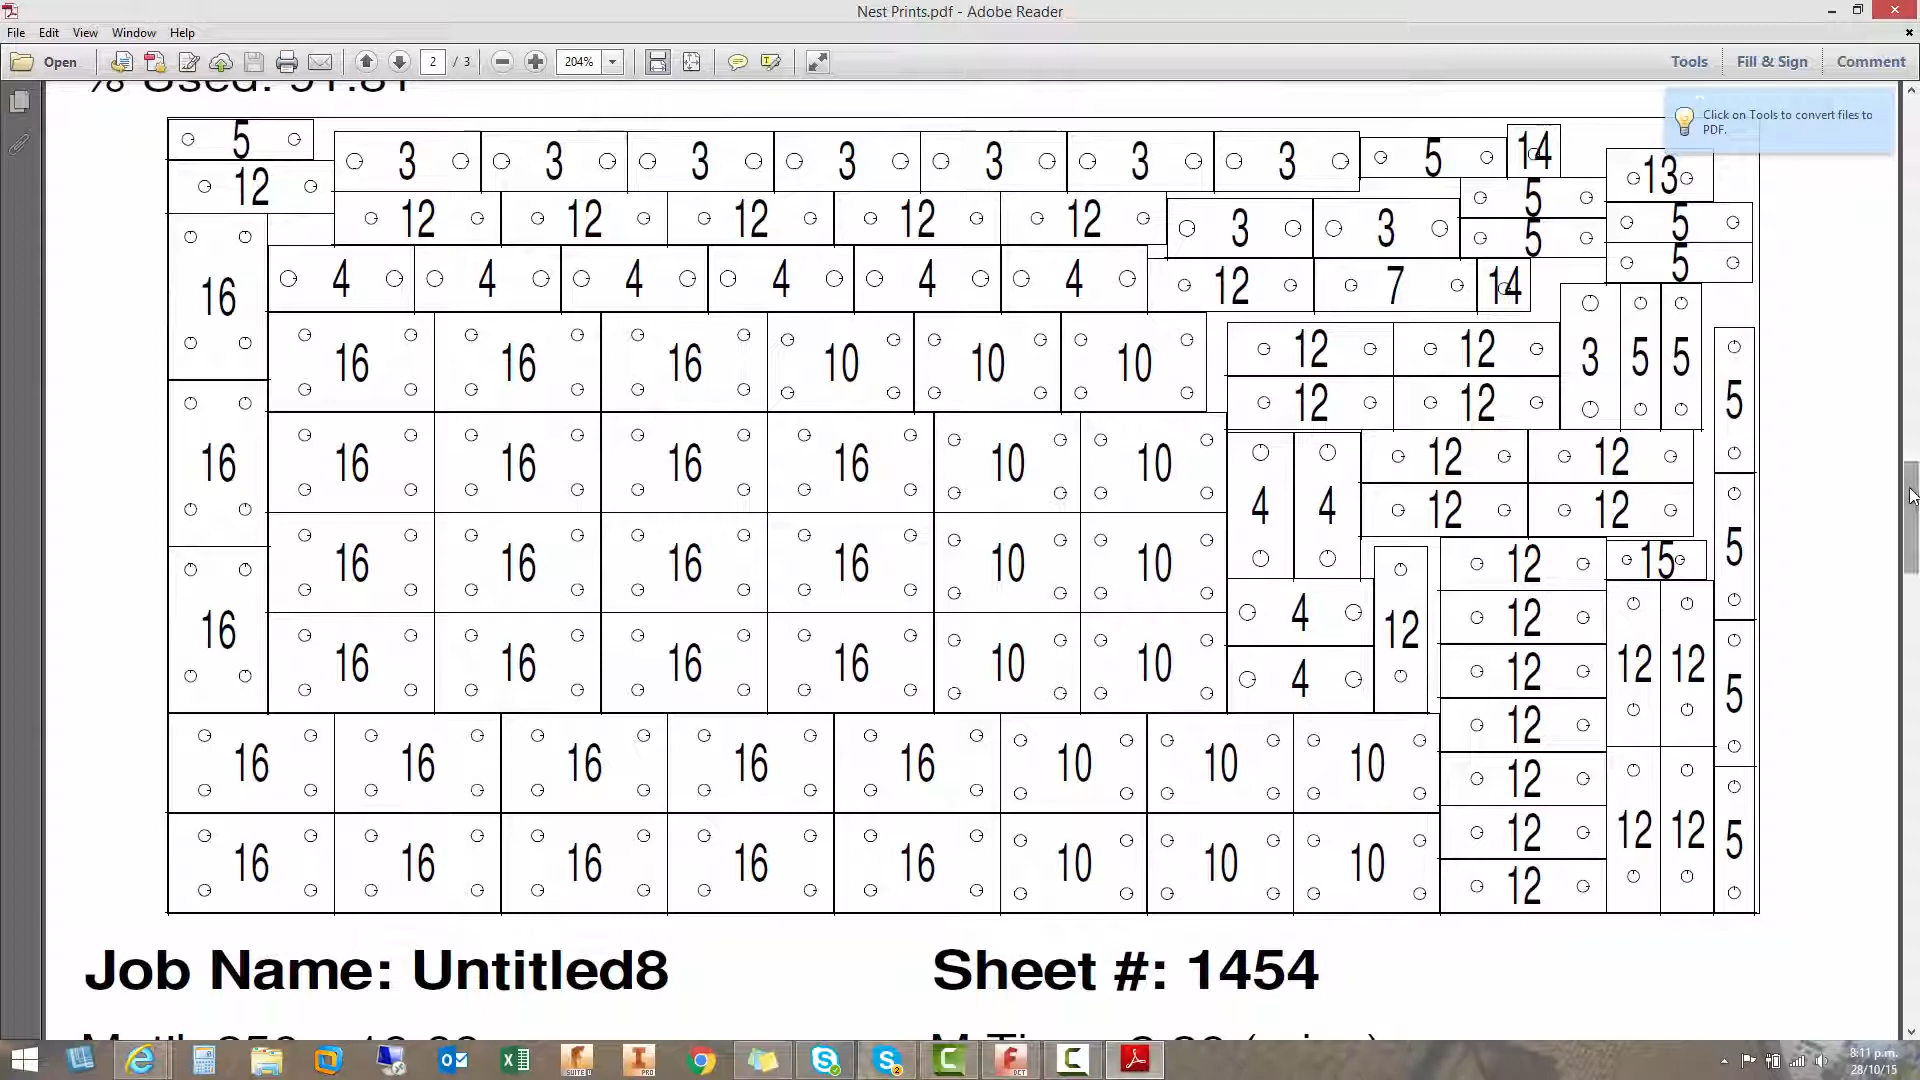 Nest Prints.pdf - Adobe Reader
File Edit View Window Help
Open 2 / 3 204% Tools Fill & Sign Comment
% Used: 91.81
Click on Tools to convert files to
PDF.
5 3 3 3 3 3 3 3 5 14
12 13
12 12 12 12 12 3 3 5 5
5 5
16 4 4 4 4 4 4 12 7 14
16 16 16 10 10 10 12 12 3 5 5
12 12 5
16 16 16 16 16 10 10 4 4 12 12
12 12
16 16 16 16 10 10 12 15 5
4 12 12
16 16 16 16 16 10 10 4 12 12 12 5
12
16 16 16 16 16 10 10 10 12
12 12 12 5
16 16 16 16 16 10 10 10 12
Job Name: Untitled8 Sheet #: 1454
8:11 p.m.
28/10/15